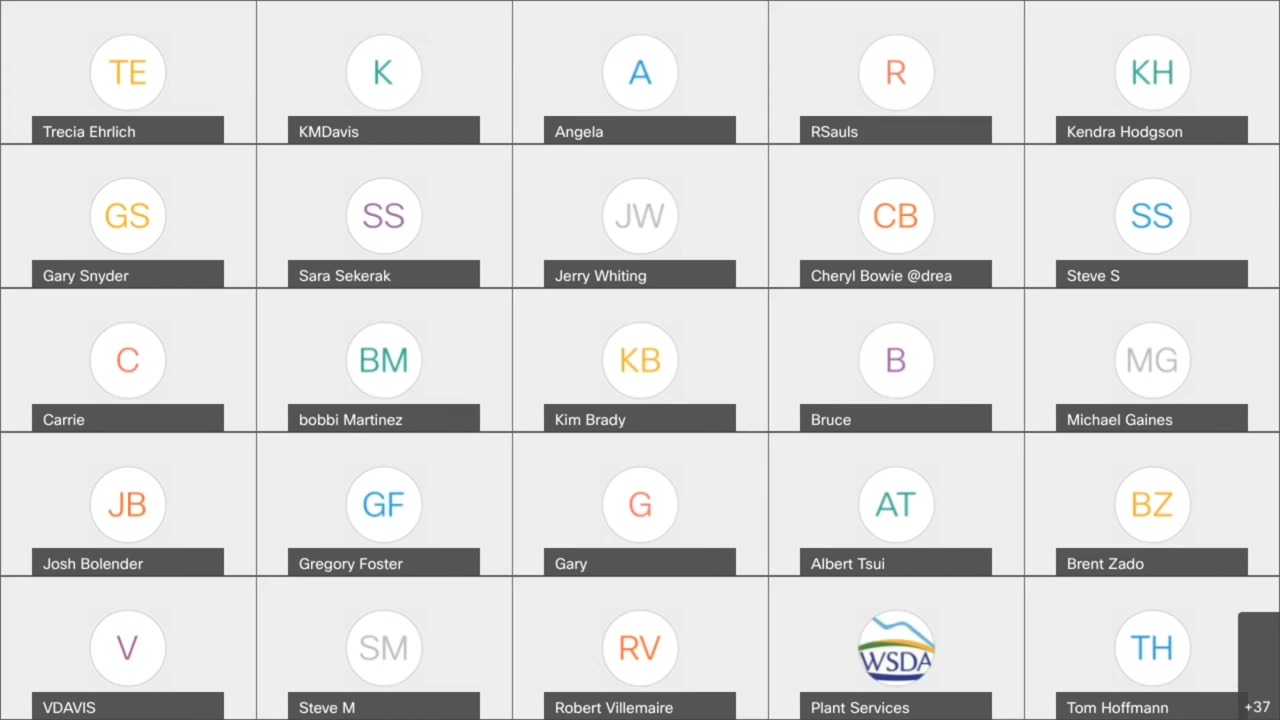 TE
K
A
R
KH
Trecia Ehrlich
KMDavis
Angela
RSauls
Kendra Hodgson
GS
SS
JW
CB
SS
Gary Snyder
Sara Sekerak
Jerry Whiting
Cheryl Bowie @drea
Steve S
C
BM
KB
B
MG
Carrie
bobbi Martinez
Kim Brady
Bruce
Michael Gaines
JB
GF
G
AT
BZ
Josh Bolender
Gregory Foster
Gary
Albert Tsui
Brent Zado
V
SM
RV
WSDA
TH
VDAVIS
Steve M
Robert Villemaire
Plant Services
Tom Hoffmann
+37